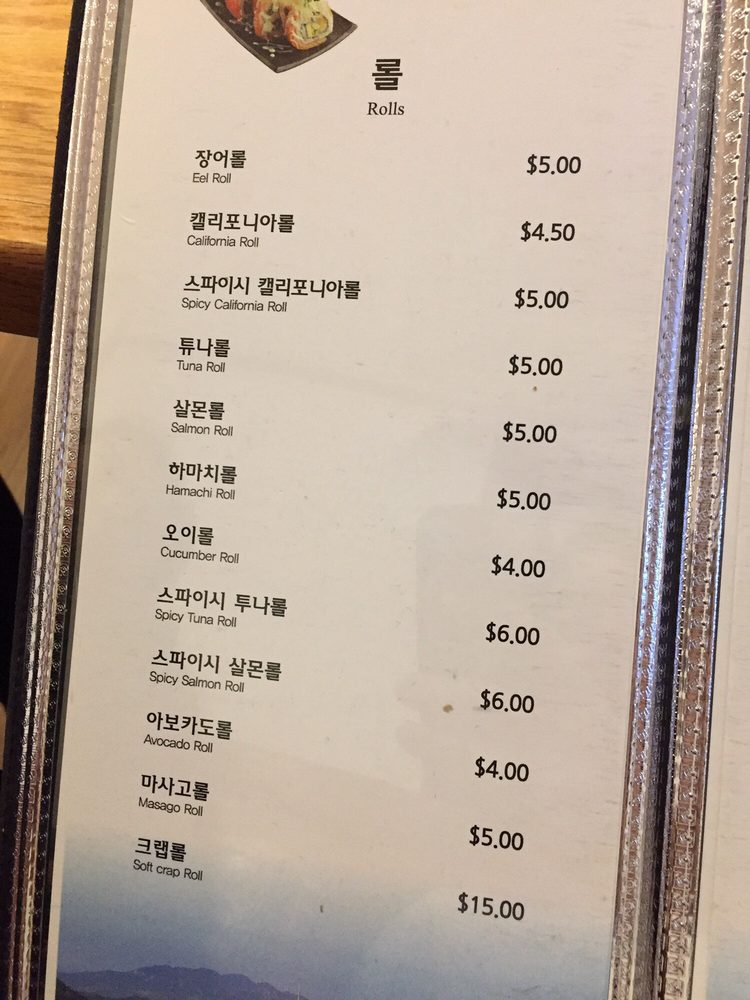 롤
Rolls
장어롤 $5.00
Eel Roll
캘리포니아롤 $4.50
California Roll
스파이시 캘리포니아롤 $5.00
Spicy California Roll
튜나롤 $5.00
Tuna Roll
살몬롤 $5.00
Salmon Roll
하마치롤 $5.00
Hamachi Roll
오이롤 $4.00
Cucumber Roll
스파이시 투나롤 $6.00
Spicy Tuna Roll
스파이시 살몬롤 $6.00
Spicy Salmon Roll
아보카도롤 $4.00
Avocado Roll
마사고롤 $5.00
Masago Roll
크랩롤 $15.00
Soft crap Roll